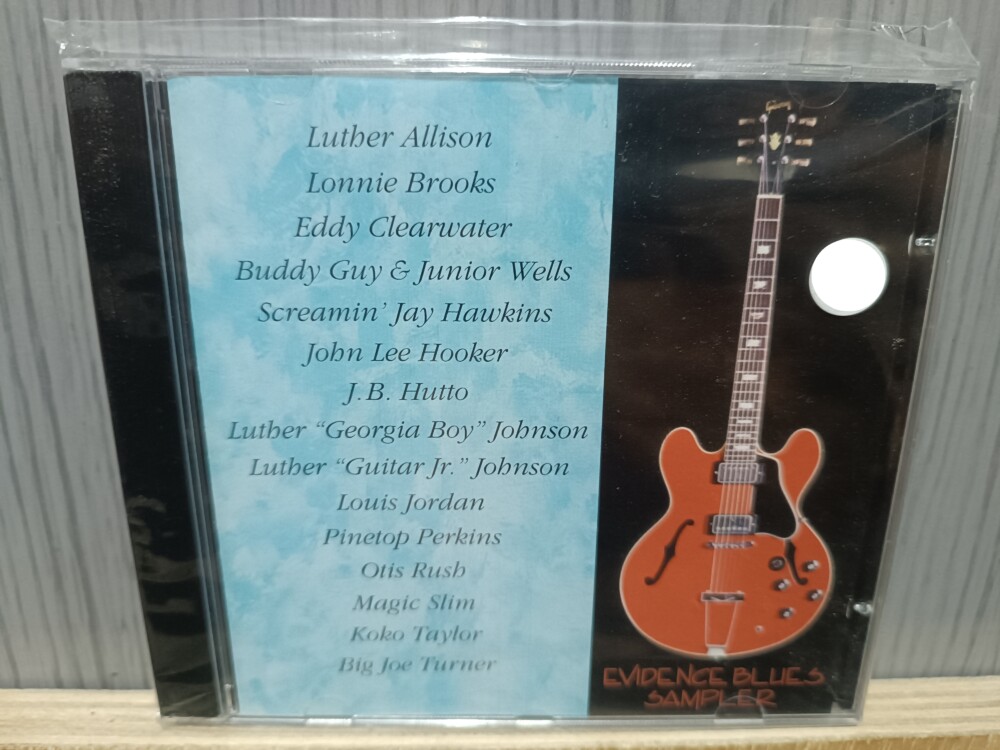 Luther Allison
Lonnie Brooks
Eddy Clearwater
Buddy Guy & Junior Wells
Screamin' Jay Hawkins
John Lee Hooker
J.B. Hutto
Luther “Georgia Boy” Johnson
Luther “Guitar Jr.” Johnson
Louis Jordan
Pinetop Perkins
Otis Rush
Magic Slim
Koko Taylor
Big Joe Turner
Gibson
EVIDENCE BLUES
SAMPLER